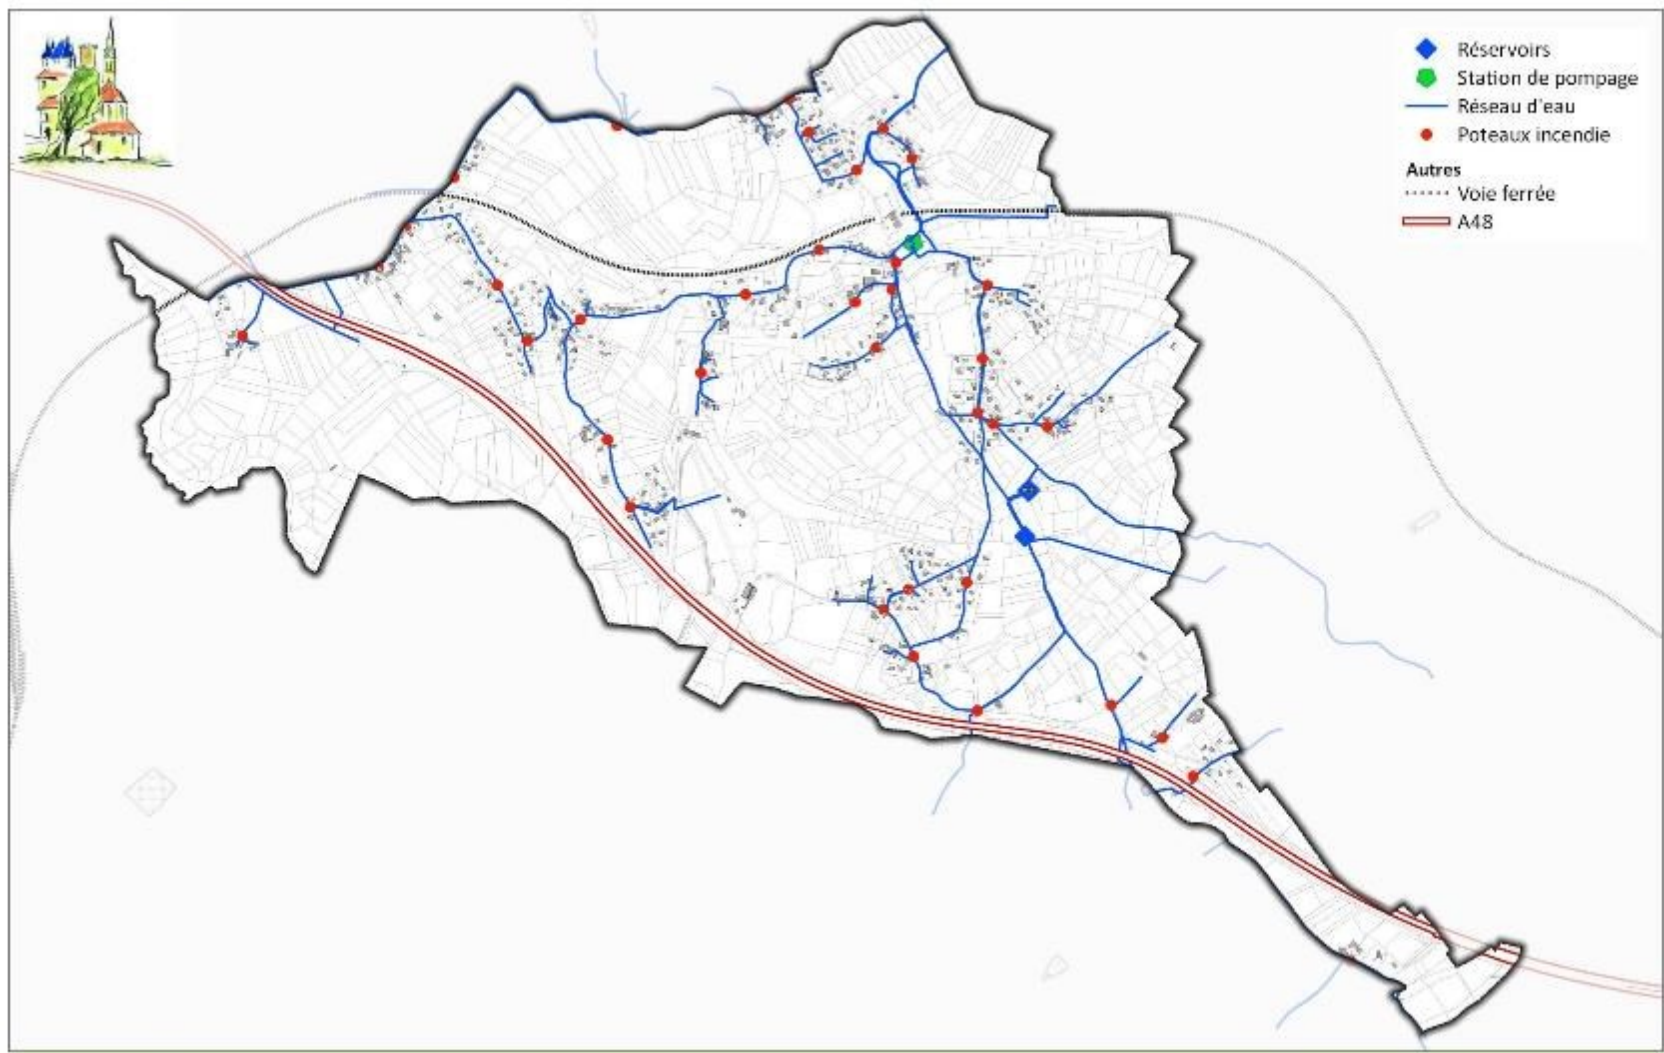 Réservoirs
Station de pompage
Réseau d'eau
Poteaux incendie
Autres
Voie ferrée
A48